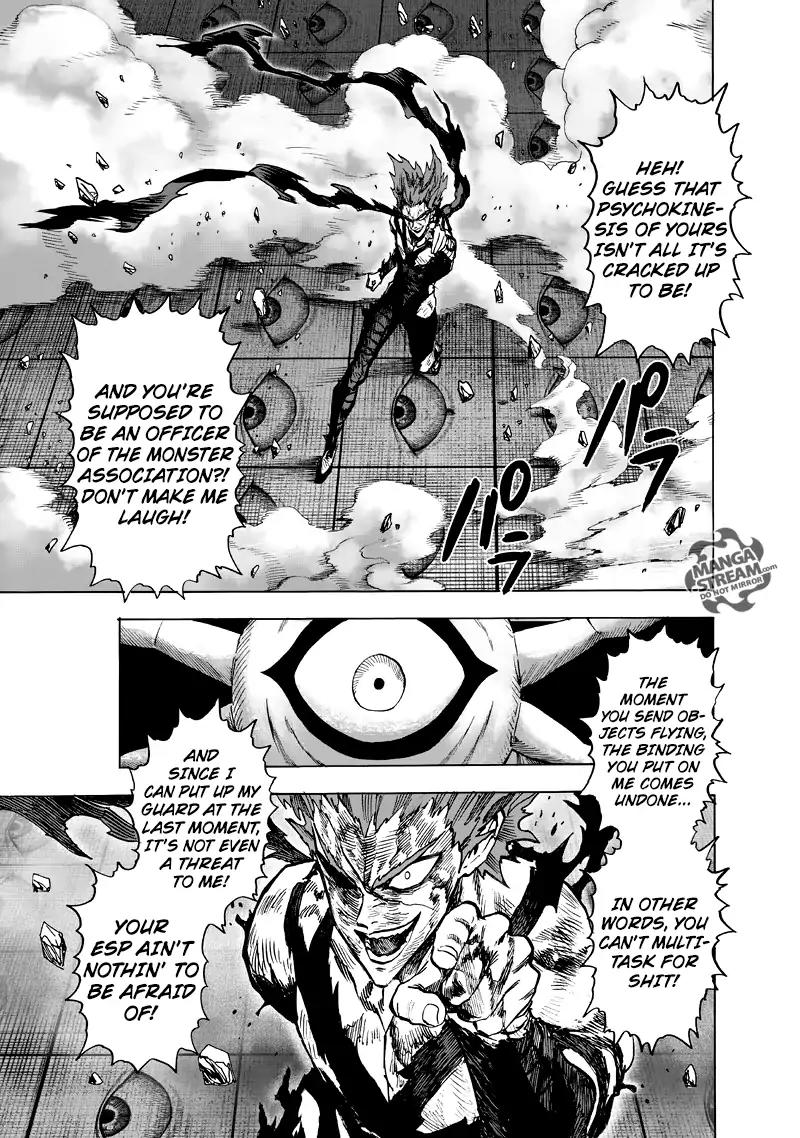 HEH!
GUESS THAT
PSYCHOKINE-
SIS OF YOURS
ISN'T ALL IT'S
CRACKED UP
TO BE!
AND YOU'RE
SUPPOSED TO
BE AN OFFICER
OF THE MONSTER
ASSOCIATION?!
DON'T MAKE ME
LAUGH!
パラ
パラ
MANGA
STREAM.com
DO NOT MIRROR
THE
MOMENT
YOU SEND OB-
JECTS FLYING,
THE BINDING
YOU PUT ON
ME COMES
UNDONE...
IN OTHER
WORDS, YOU
CAN'T MULTI-
TASK FOR
SHIT!
AND
SINCE I
CAN PUT UP MY
GUARD AT THE
LAST MOMENT,
IT'S NOT EVEN
A THREAT
TO ME!
YOUR
ESP AIN'T
NOTHIN' TO
BE AFRAID
OF!